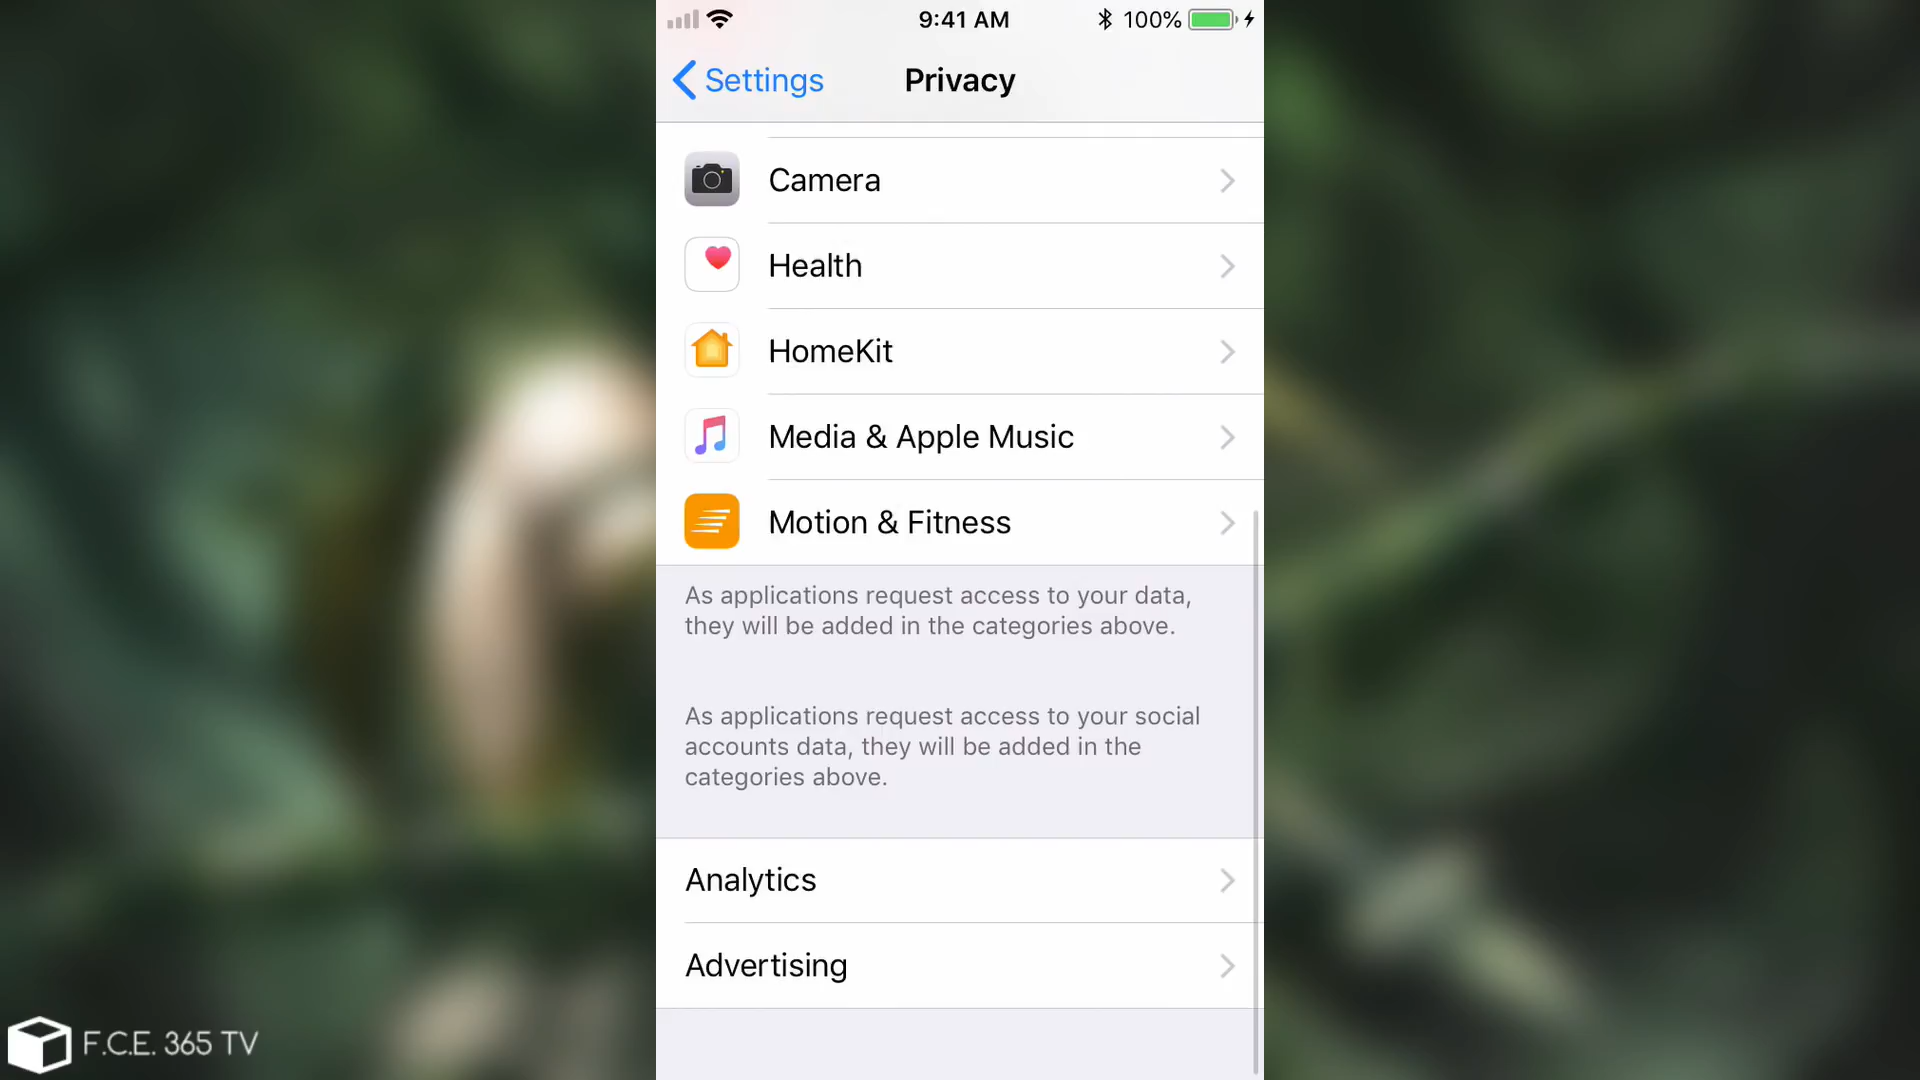 9:41 AM
100%
Settings
Privacy
Camera
Health
HomeKit
Media & Apple Music
Motion & Fitness
As applications request access to your data,
they will be added in the categories above.
As applications request access to your social
accounts data, they will be added in the
categories above.
Analytics
Advertising
F.C.E. 365 TV